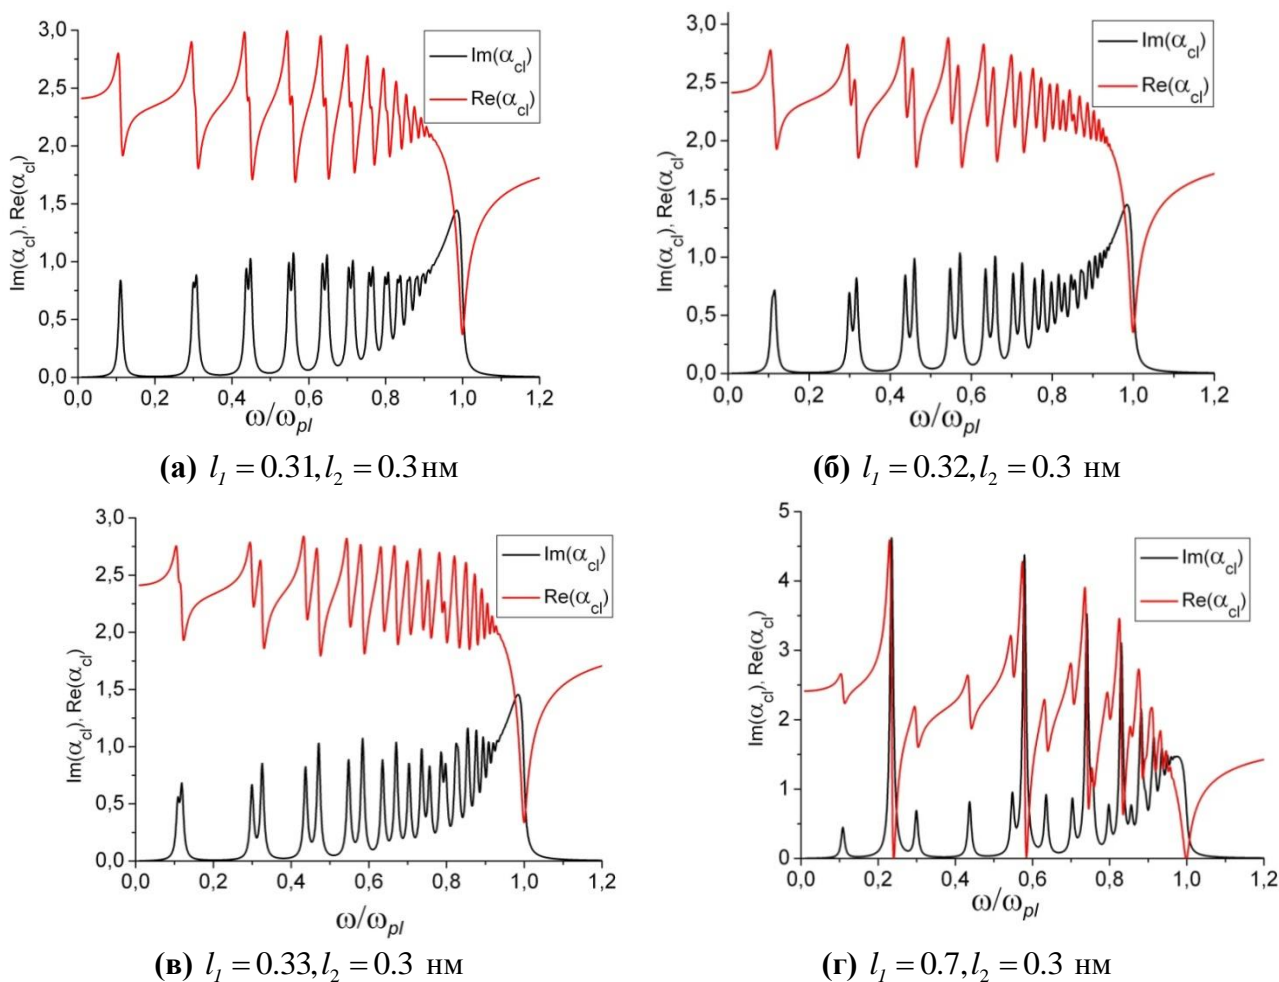 3,0
2,5
2,0
1,5
1,0
0,5
0,0
Im(α_cl), Re(α_cl)
Im(α_cl)
Re(α_cl)
0,0 0,2 0,4 0,6 0,8 1,0 1,2
ω/ω_pl
(а) l_1 = 0.31, l_2 = 0.3 нм
3,0
2,5
2,0
1,5
1,0
0,5
0,0
Im(α_cl), Re(α_cl)
Im(α_cl)
Re(α_cl)
0,0 0,2 0,4 0,6 0,8 1,0 1,2
ω/ω_pl
(б) l_1 = 0.32, l_2 = 0.3 нм
3,0
2,5
2,0
1,5
1,0
0,5
0,0
Im(α_cl), Re(α_cl)
Im(α_cl)
Re(α_cl)
0,0 0,2 0,4 0,6 0,8 1,0 1,2
ω/ω_pl
(в) l_1 = 0.33, l_2 = 0.3 нм
5
4
3
2
1
0
Im(α_cl), Re(α_cl)
Im(α_cl)
Re(α_cl)
0,0 0,2 0,4 0,6 0,8 1,0 1,2
ω/ω_pl
(г) l_1 = 0.7, l_2 = 0.3 нм